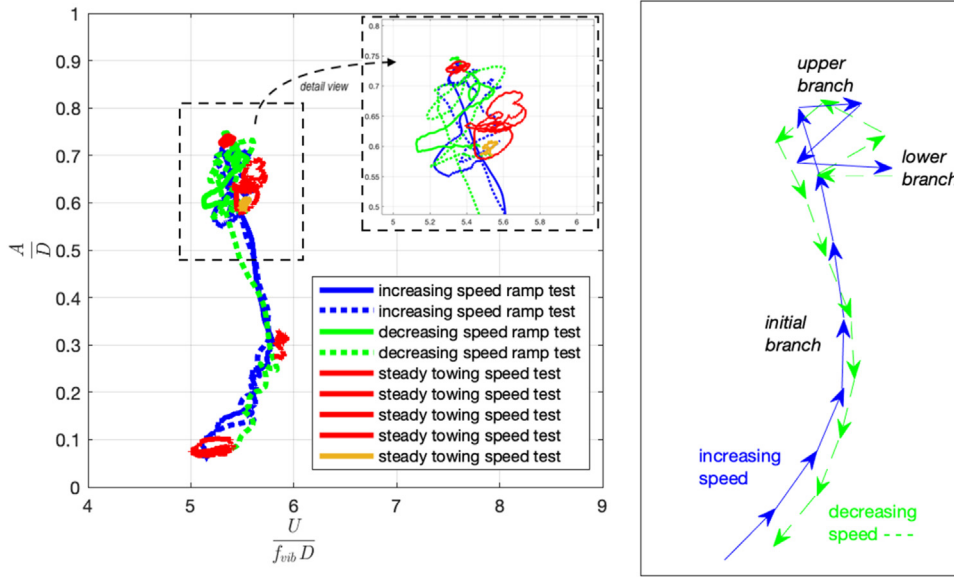 1
0.9
0.8
0.7
0.6
0.5
0.4
0.3
0.2
0.1
0
A
D
4
5
6
7
8
9
U
f_vib D
detail view
0.8
0.75
0.7
0.65
0.6
0.55
0.5
5
5.2
5.4
5.6
5.8
6
increasing speed ramp test
increasing speed ramp test
decreasing speed ramp test
decreasing speed ramp test
steady towing speed test
steady towing speed test
steady towing speed test
steady towing speed test
steady towing speed test
upper
branch
lower
branch
initial
branch
increasing
speed
decreasing
speed ---